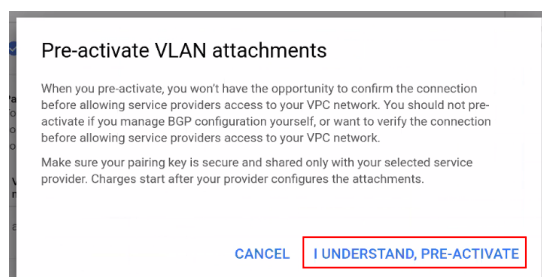 Pre-activate VLAN attachments
When you pre-activate, you won't have the opportunity to confirm the connection
before allowing service providers access to your VPC network. You should not pre-
activate if you manage BGP configuration yourself, or want to verify the connection
before allowing service providers access to your VPC network.
Make sure your pairing key is secure and shared only with your selected service
provider. Charges start after your provider configures the attachments.
CANCEL I UNDERSTAND, PRE-ACTIVATE